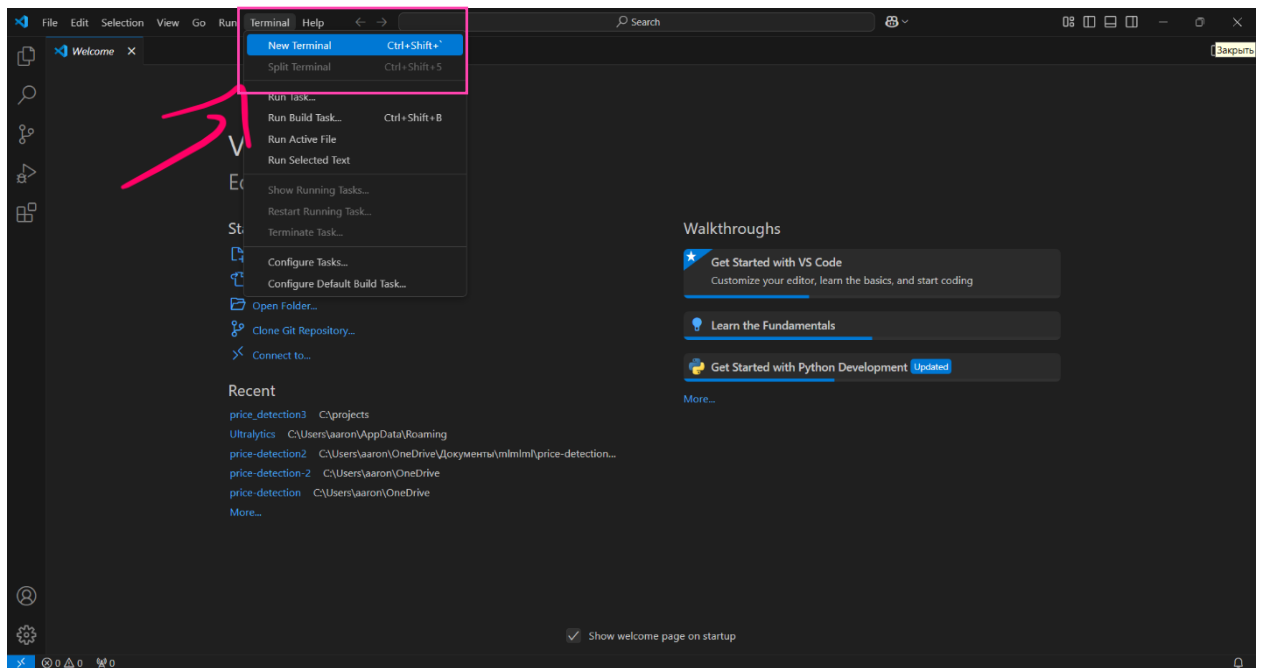 File Edit Selection View Go Run Terminal Help Search
Welcome
Закрыть
New Terminal Ctrl+Shift+`
Split Terminal Ctrl+Shift+5
Run Task...
Run Build Task... Ctrl+Shift+B
Run Active File
Run Selected Text
Show Running Tasks...
Restart Running Task...
Terminate Task...
Configure Tasks...
Configure Default Build Task...
Open Folder...
Clone Git Repository...
Connect to...
Recent
price_detection3 C:\projects
Ultralytics C:\Users\aaron\AppData\Roaming
price-detection2 C:\Users\aaron\OneDrive\Документы\mlmlml\price-detection...
price-detection-2 C:\Users\aaron\OneDrive
price-detection C:\Users\aaron\OneDrive
More...
Walkthroughs
Get Started with VS Code
Customize your editor, learn the basics, and start coding
Learn the Fundamentals
Get Started with Python Development Updated
More...
Show welcome page on startup
0 0 0